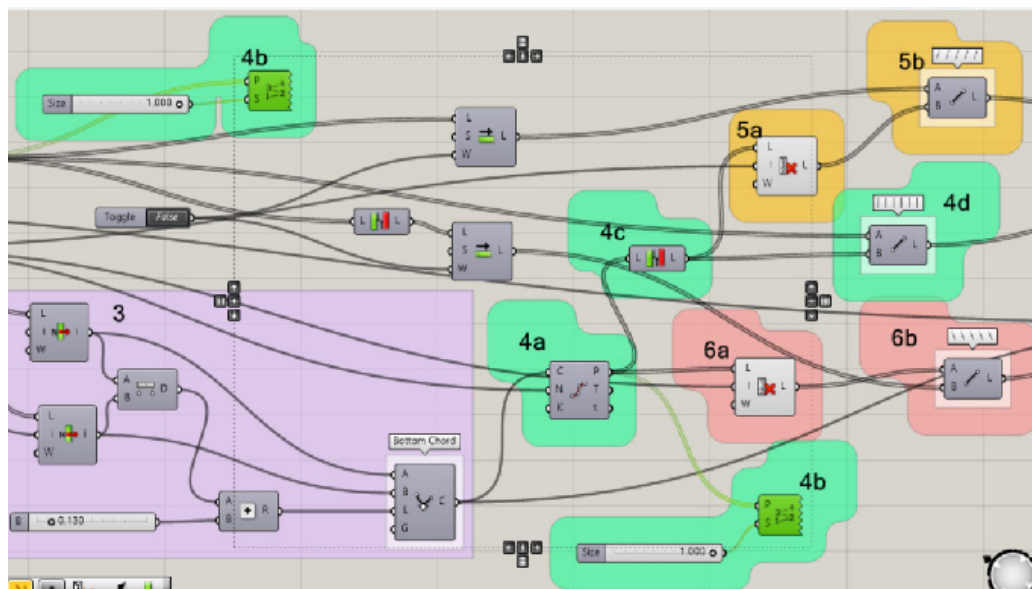 4b
P
S
Size
1.000
5b
A
B
L
L
S
W
L
5a
L
I
W
L
Toggle
False
L
L
4c
L
L
4d
A
B
L
L
S
W
L
3
L
I
W
i
A
B
D
L
I
W
i
4a
C
N
K
P
T
t
6a
L
I
W
L
6b
A
B
L
Bottom Chord
A
B
L
G
C
A
B
R
B
0.130
4b
P
S
Size
1.000